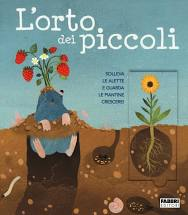 L'orto
dei piccoli
SOLLEVA
LE ALETTE
E GUARDA
LE PIANTINE
CRESCERE!
FABBRI
EDITORI